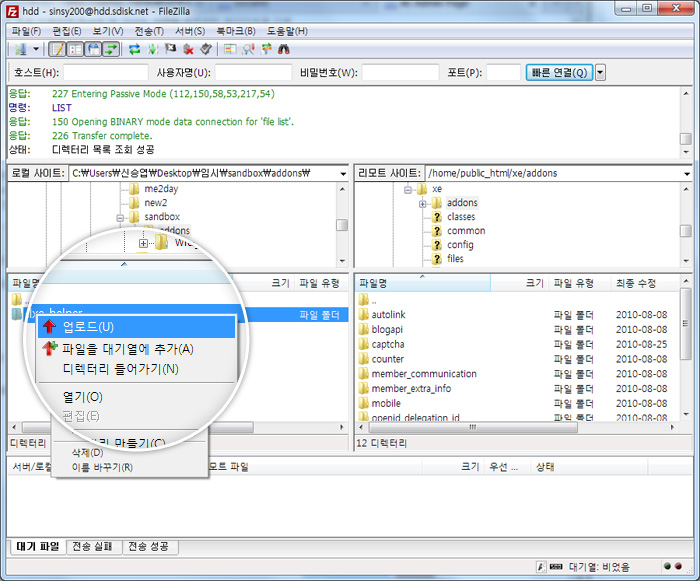 hdd - sinsy200@hdd.sdisk.net - FileZilla
파일(F) 편집(E) 보기(V) 전송(T) 서버(S) 북마크(B) 도움말(H)
호스트(H): 사용자명(U): 비밀번호(W): 포트(P): 빠른 연결(Q)
응답: 227 Entering Passive Mode (112,150,58,53,217,54)
명령: LIST
응답: 150 Opening BINARY mode data connection for 'file list'.
응답: 226 Transfer complete.
상태: 디렉터리 목록 조회 성공
로컬 사이트: C:₩Users₩신승엽₩Desktop₩임시₩sandbox₩addons₩
me2day
new2
sandbox
addons
리모트 사이트: /home/public_html/xe/addons
xe
addons
classes
common
config
files
파일명 크기 파일 유형
..
xe_helper 파일 폴더
업로드(U)
파일을 대기열에 추가(A)
디렉터리 들어가기(N)
열기(O)
편집(E)
만들기(C)
삭제(D)
이름 바꾸기(R)
디렉터리
파일명 크기 파일 유형 최종 수정
..
autolink 파일 폴더 2010-08-08
blogapi 파일 폴더 2010-08-08
captcha 파일 폴더 2010-08-25
counter 파일 폴더 2010-08-08
member_communication 파일 폴더 2010-08-08
member_extra_info 파일 폴더 2010-08-08
mobile 파일 폴더 2010-08-08
openid_delegation_id 파일 폴더 2010-08-08
12 디렉터리
서버/로컬 모트 파일 크기 우선 ... 상태
대기 파일 전송 실패 전송 성공
대기열: 비었음